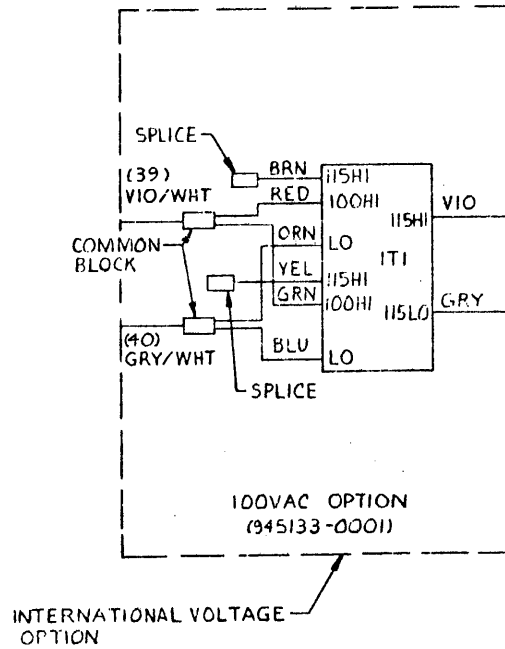 SPLICE
BRN
115HI
(39)
VIO/WHT
RED
100HI
115HI
VIO
ORN
LO
COMMON
BLOCK
1T1
YEL
115HI
GRN
100HI
115LO
GRY
(40)
GRY/WHT
BLU
LO
SPLICE
100VAC OPTION
(945133-0001)
INTERNATIONAL VOLTAGE
OPTION